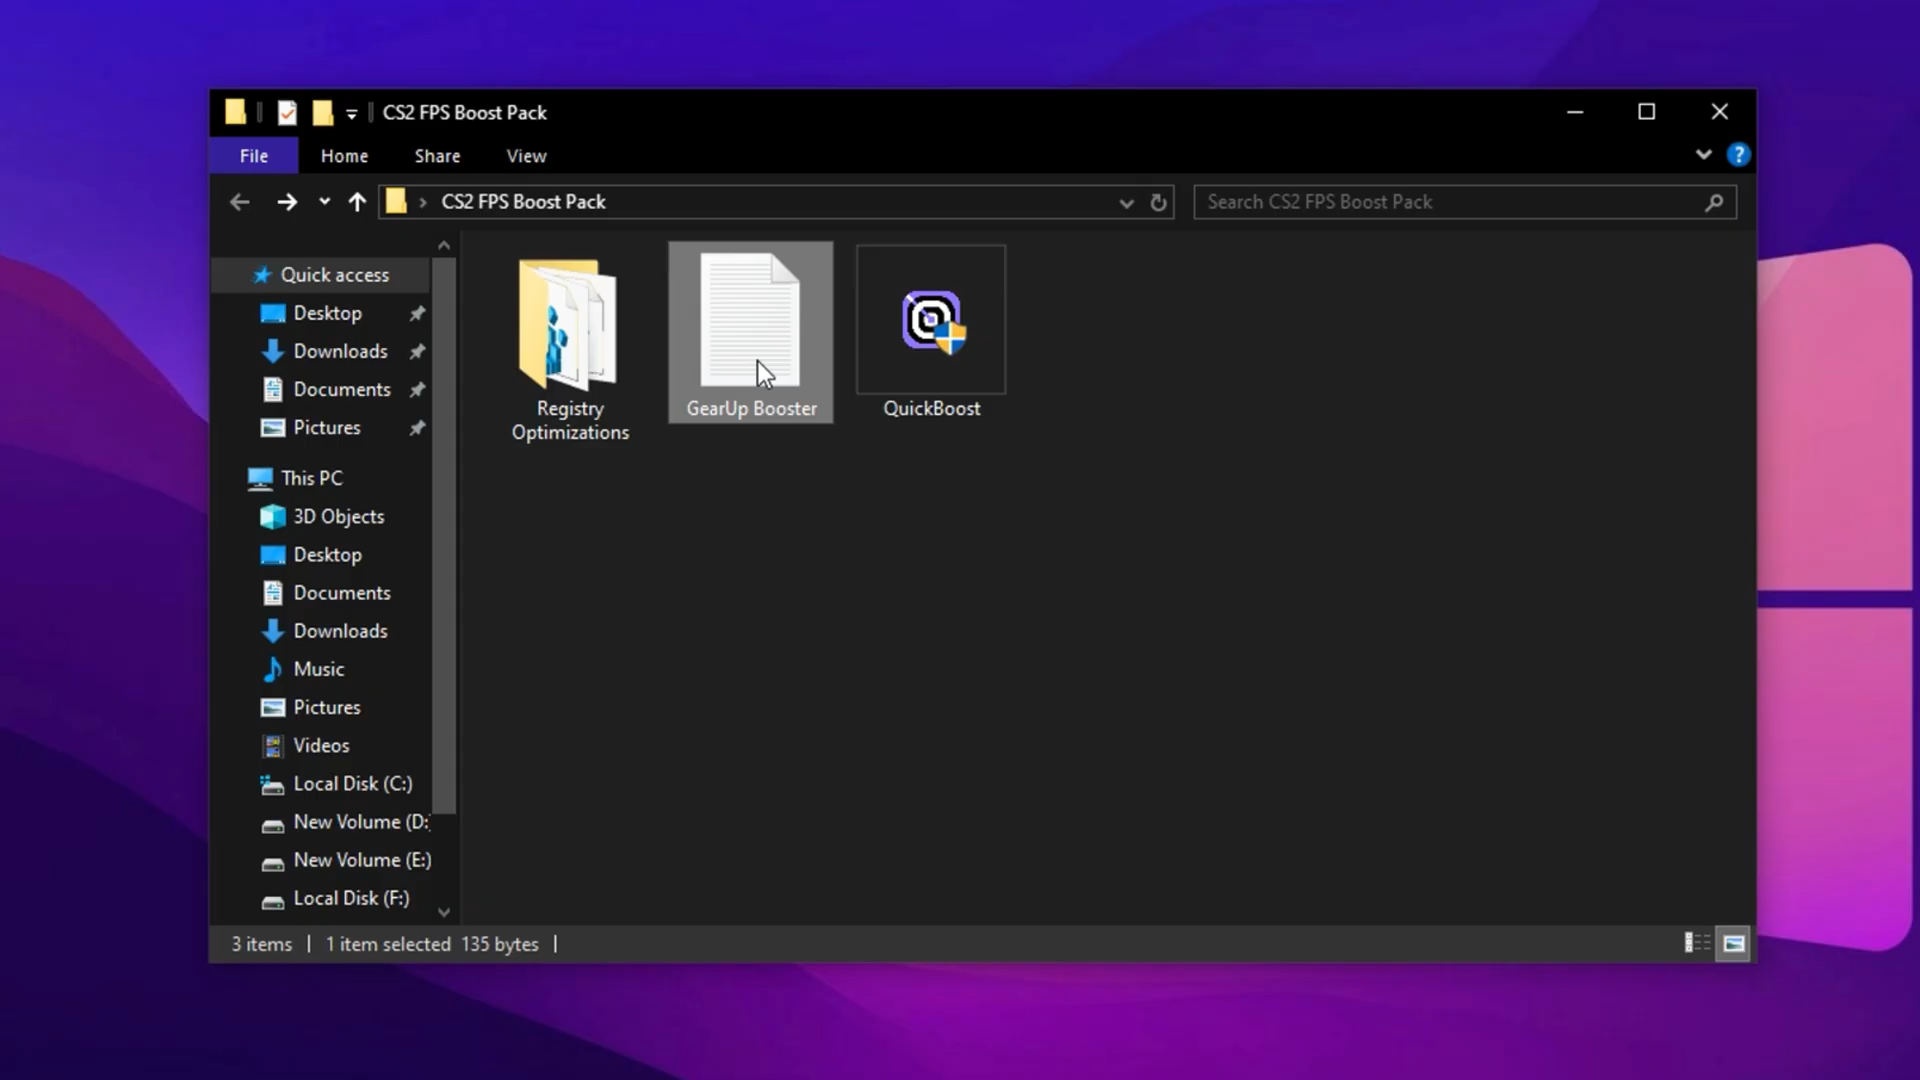 CS2 FPS Boost Pack
File Home Share View
?
CS2 FPS Boost Pack
Search CS2 FPS Boost Pack
Quick access
Desktop
Downloads
Documents
Pictures
This PC
3D Objects
Desktop
Documents
Downloads
Music
Pictures
Videos
Local Disk (C:)
New Volume (D:
New Volume (E:)
Local Disk (F:)
Registry
Optimizations
GearUp Booster
QuickBoost
3 items 1 item selected 135 bytes